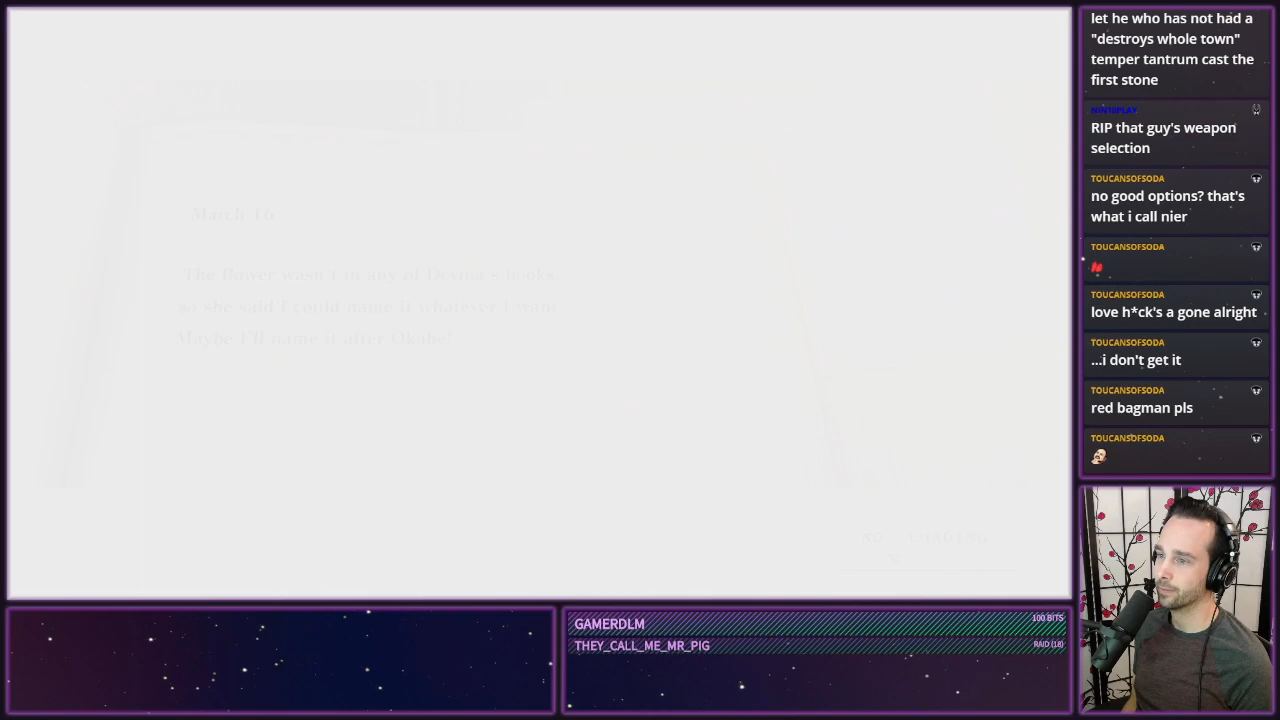 let he who has not had a
"destroys whole town"
temper tantrum cast the
first stone
RIP that guy's weapon
selection
TOUCANSOFSODA
no good options? that's
what i call nier
TOUCANSOFSODA
TOUCANSOFSODA
love h*ck's a gone alright
TOUCANSOFSODA
...i don't get it
TOUCANSOFSODA
red bagman pls
TOUCANSOFSODA
March 16
The flower wasn't in any of Devina's books,
so she said I could name it whatever I want.
Maybe I'll name it after Okabe!
GAMERDLM
100 BITS
THEY_CALL_ME_MR_PIG
RAID (18)